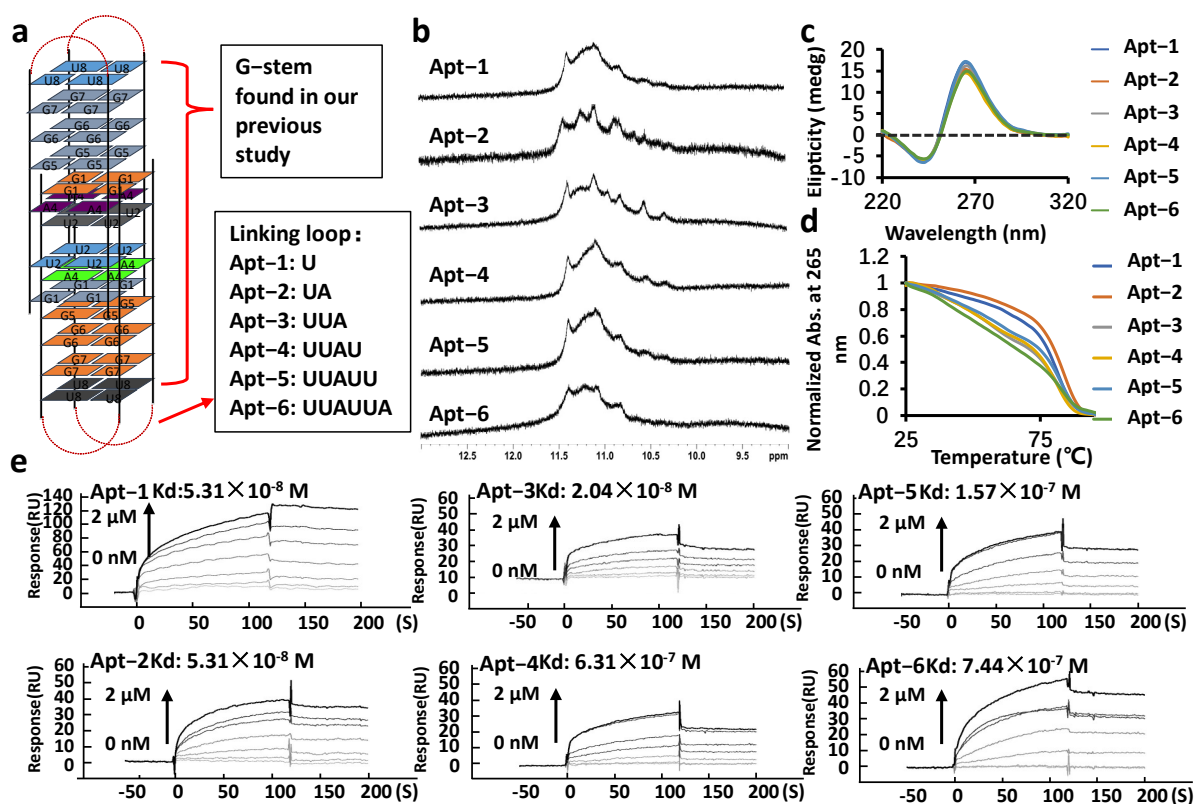 a
U8
U8
U8
U8
G7
G7
G7
G7
G6
G6
G6
G6
G5
G5
G5
G5
G1
G1
G1
A4
A4
U2
U2
U2
U2
U2
U2
A4
A4
A4
G1
G1
G1
G5
G5
G5
G6
G6
G6
G6
G7
G7
G7
G7
U8
U8
U8
U8
G–stem
found in our
previous
study
Linking loop :
Apt–1: U
Apt–2: UA
Apt–3: UUA
Apt–4: UUAU
Apt–5: UUAUU
Apt–6: UUAUUA
b
Apt–1
Apt–2
Apt–3
Apt–4
Apt–5
Apt–6
12.5 12.0 11.5 11.0 10.5 10.0 9.5 ppm
c
Elipticity (medg)
20
15
10
5
0
-5
-10
220 270 320
Wavelength (nm)
Apt–1
Apt–2
Apt–3
Apt–4
Apt–5
Apt–6
d
Normalized Abs. at 265
nm
1
0.8
0.6
0.4
0.2
0
25 75
Temperature (℃)
Apt–1
Apt–2
Apt–3
Apt–4
Apt–5
Apt–6
e
Apt–1 Kd:5.31×10⁻⁸ M
Response(RU)
140
120
100
80
60
40
20
0
2 μM
0 nM
-50 0 50 100 150 200 (S)
Apt–3Kd: 2.04×10⁻⁸ M
Response(RU)
60
50
40
30
20
10
0
2 μM
0 nM
-50 0 50 100 150 200 (S)
Apt–5Kd: 1.57×10⁻⁷ M
Response(RU)
60
50
40
30
20
10
0
2 μM
0 nM
-50 0 50 100 150 200 (S)
Apt–2Kd: 5.31×10⁻⁸ M
Response(RU)
60
50
40
30
20
10
0
2 μM
0 nM
-50 0 50 100 150 200 (S)
Apt–4Kd: 6.31×10⁻⁷ M
Response(RU)
60
50
40
30
20
10
0
2 μM
0 nM
-50 0 50 100 150 200 (S)
Apt–6Kd: 7.44×10⁻⁷ M
Response(RU)
60
50
40
30
20
10
0
2 μM
0 nM
-50 0 50 100 150 200 (S)